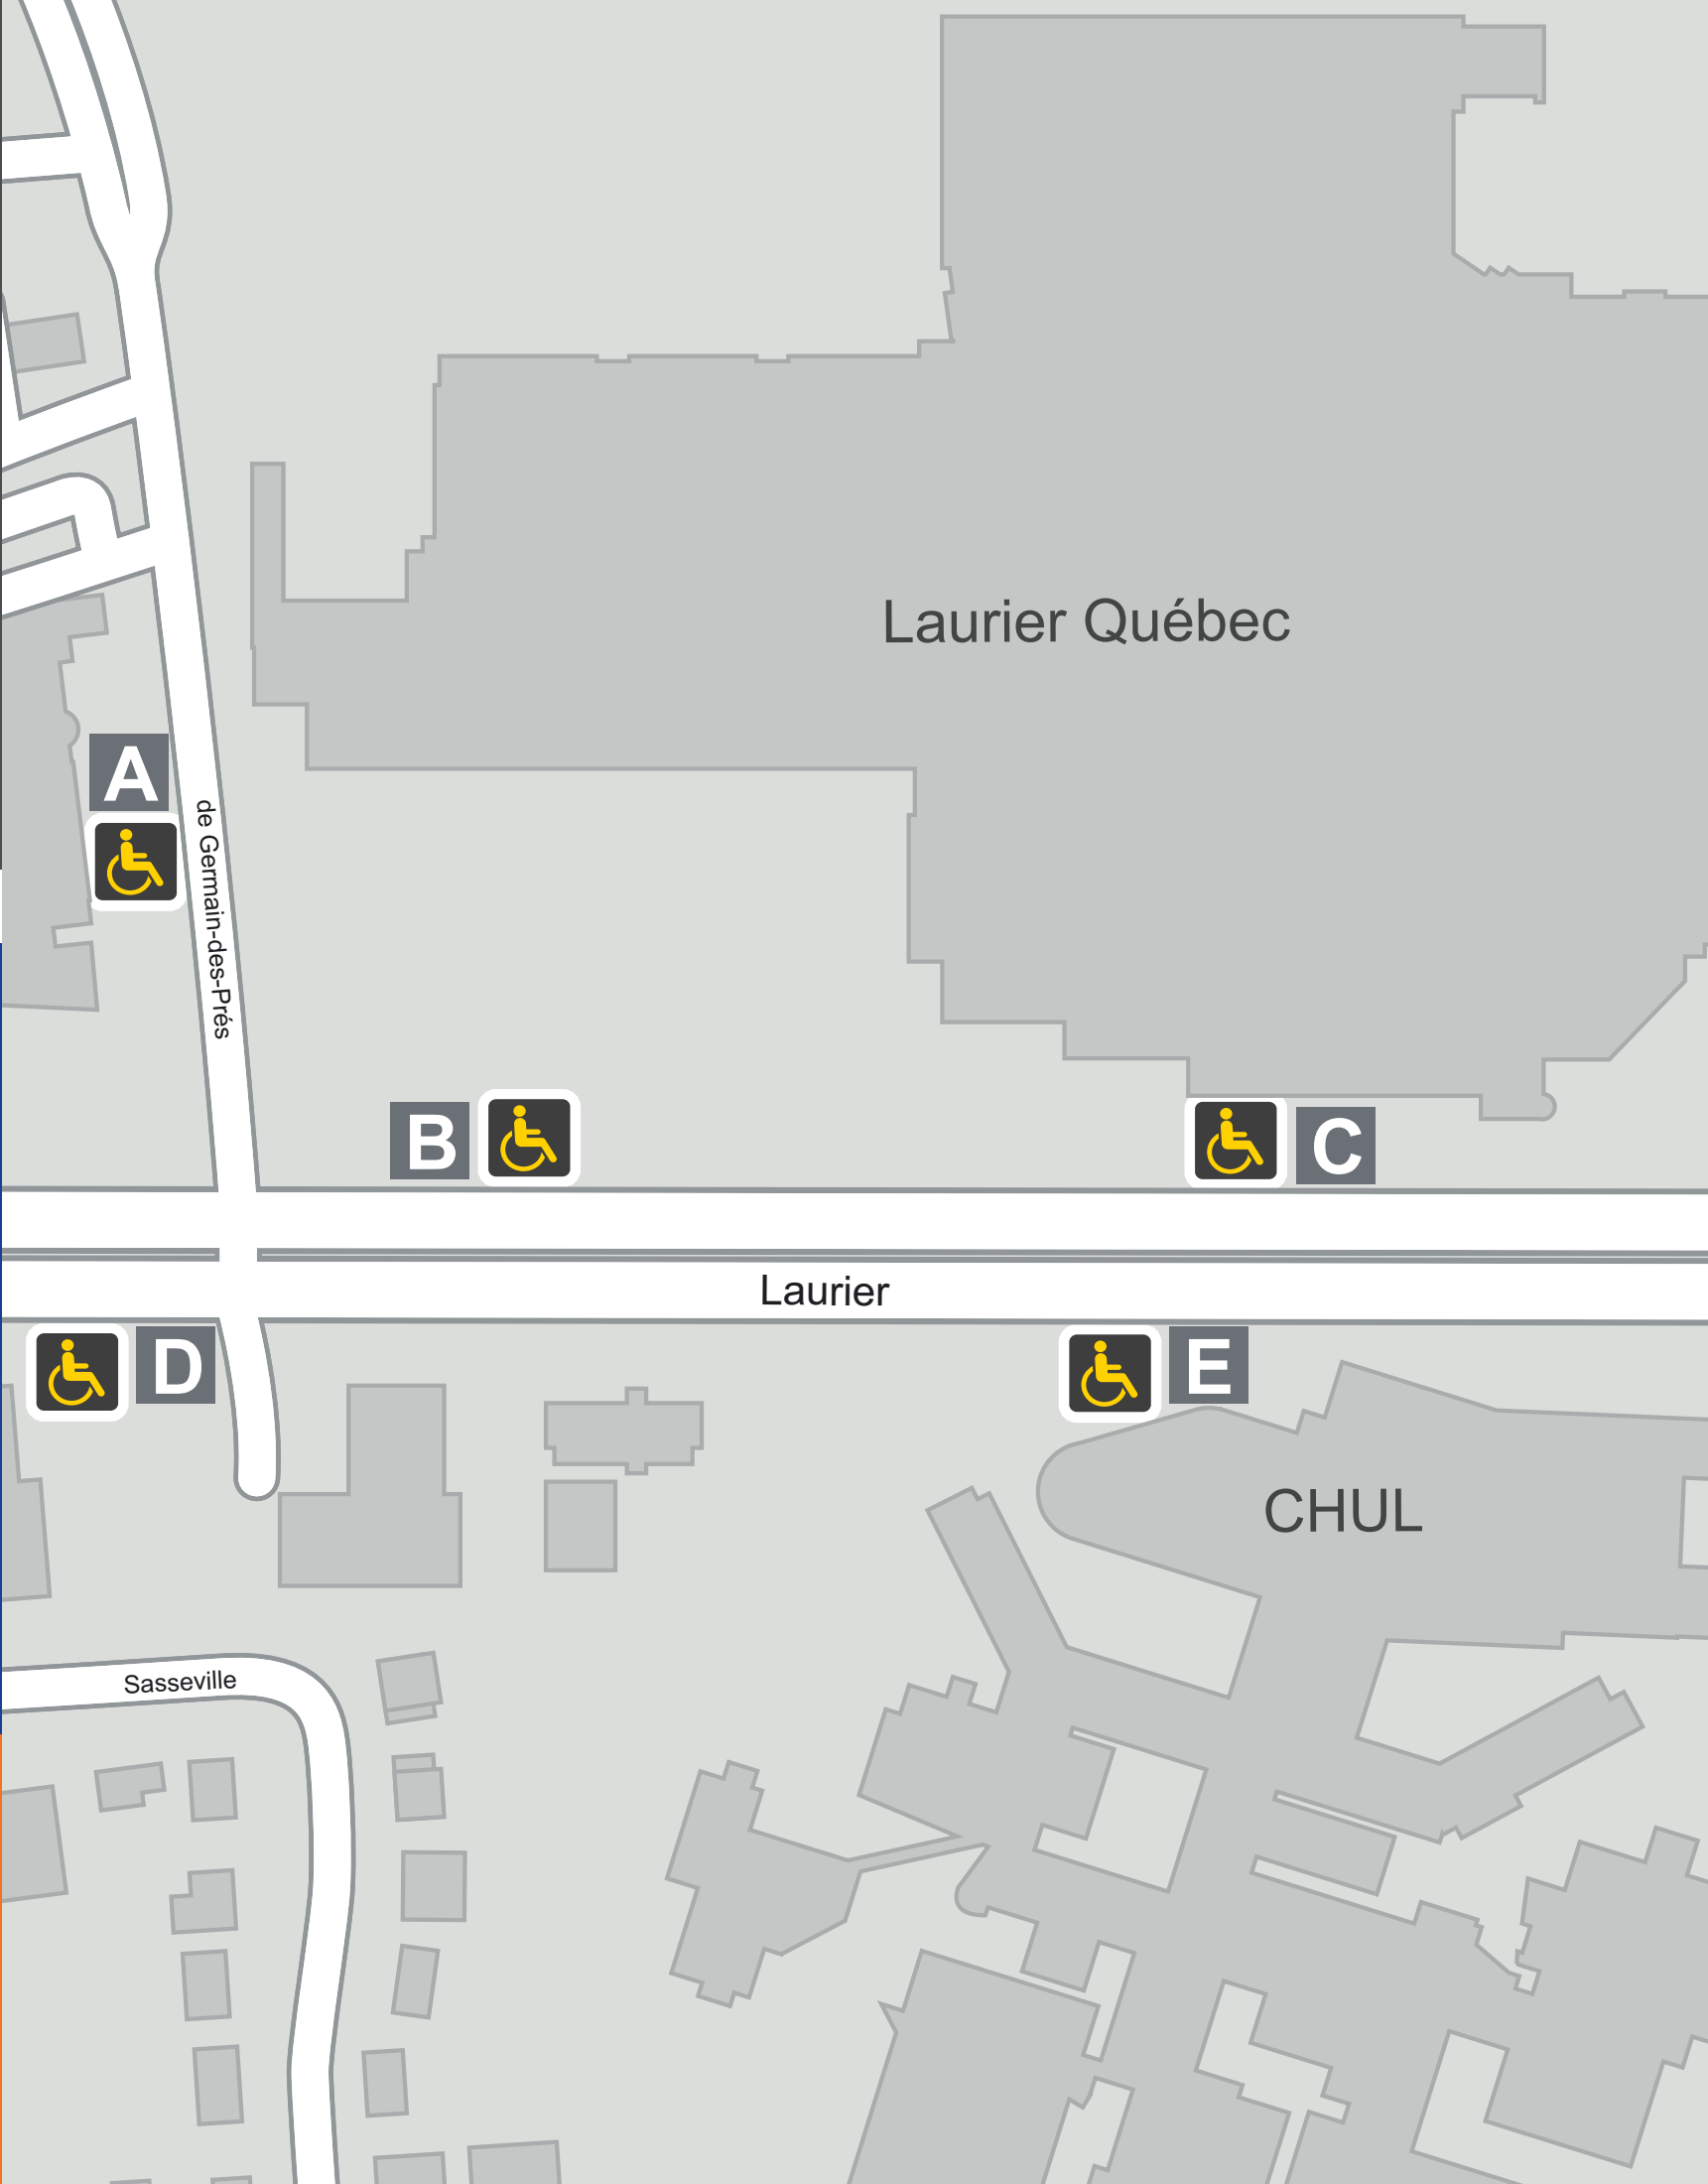 Laurier Québec
A
de Germain-des-Prés
B
C
Laurier
D
E
CHUL
Sasseville